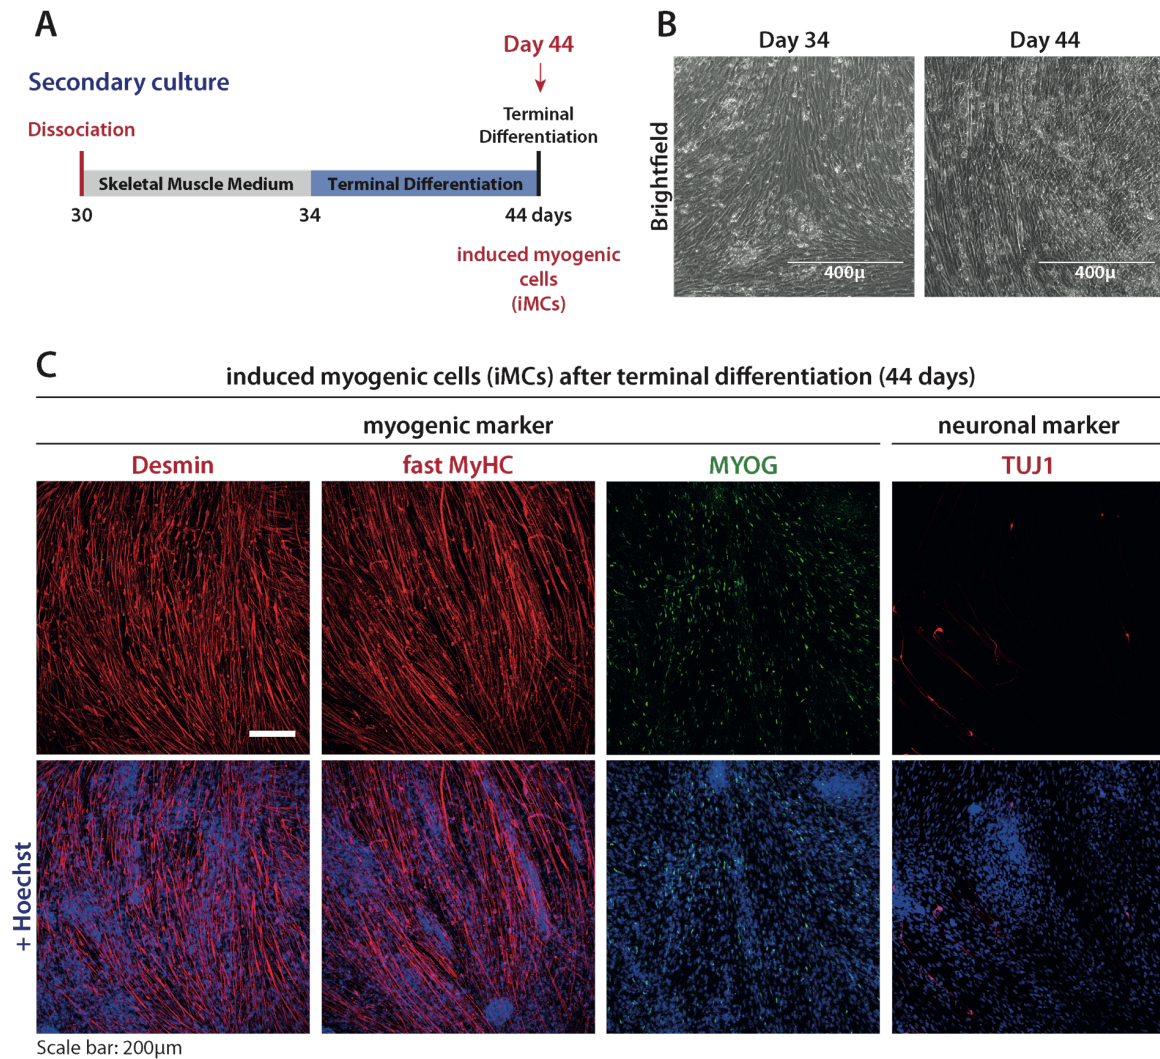 A
Day 44
Secondary culture
Dissociation
Terminal
Differentiation
Skeletal Muscle Medium
Terminal Differentiation
30
34
44 days
induced myogenic
cells
(iMCs)
B
Day 34
Day 44
Brightfield
400µ
400µ
C
induced myogenic cells (iMCs) after terminal differentiation (44 days)
myogenic marker
neuronal marker
Desmin
fast MyHC
MYOG
TUJ1
+ Hoechst
Scale bar: 200µm